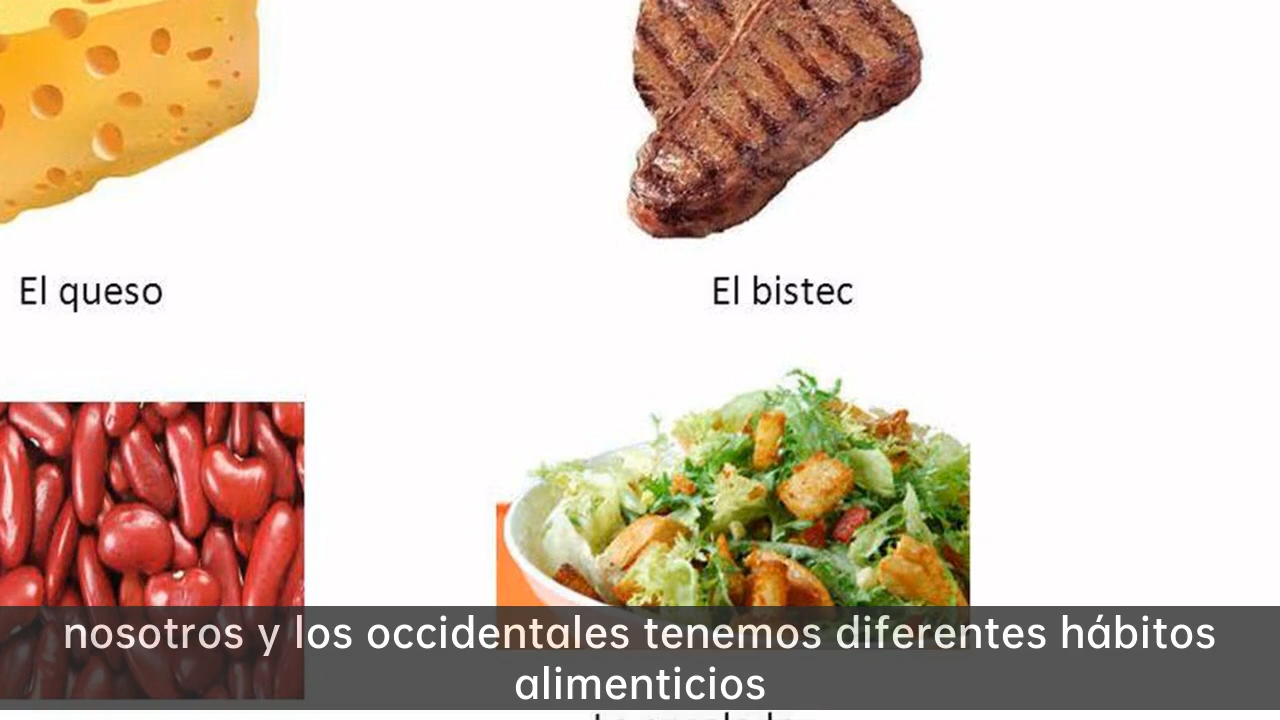 El queso
El bistec
nosotros y los occidentales tenemos diferentes hábitos
alimenticios